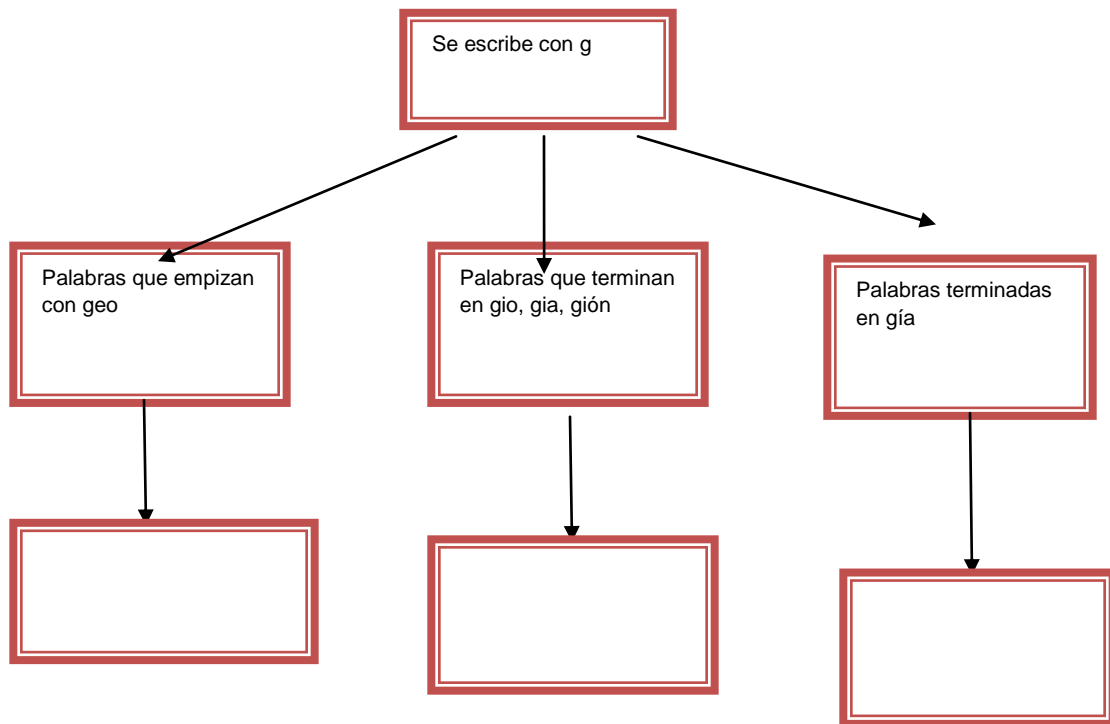 Se escribe con g
Palabras que empizan
con geo
Palabras que terminan
en gio, gia, gión
Palabras terminadas
en gía